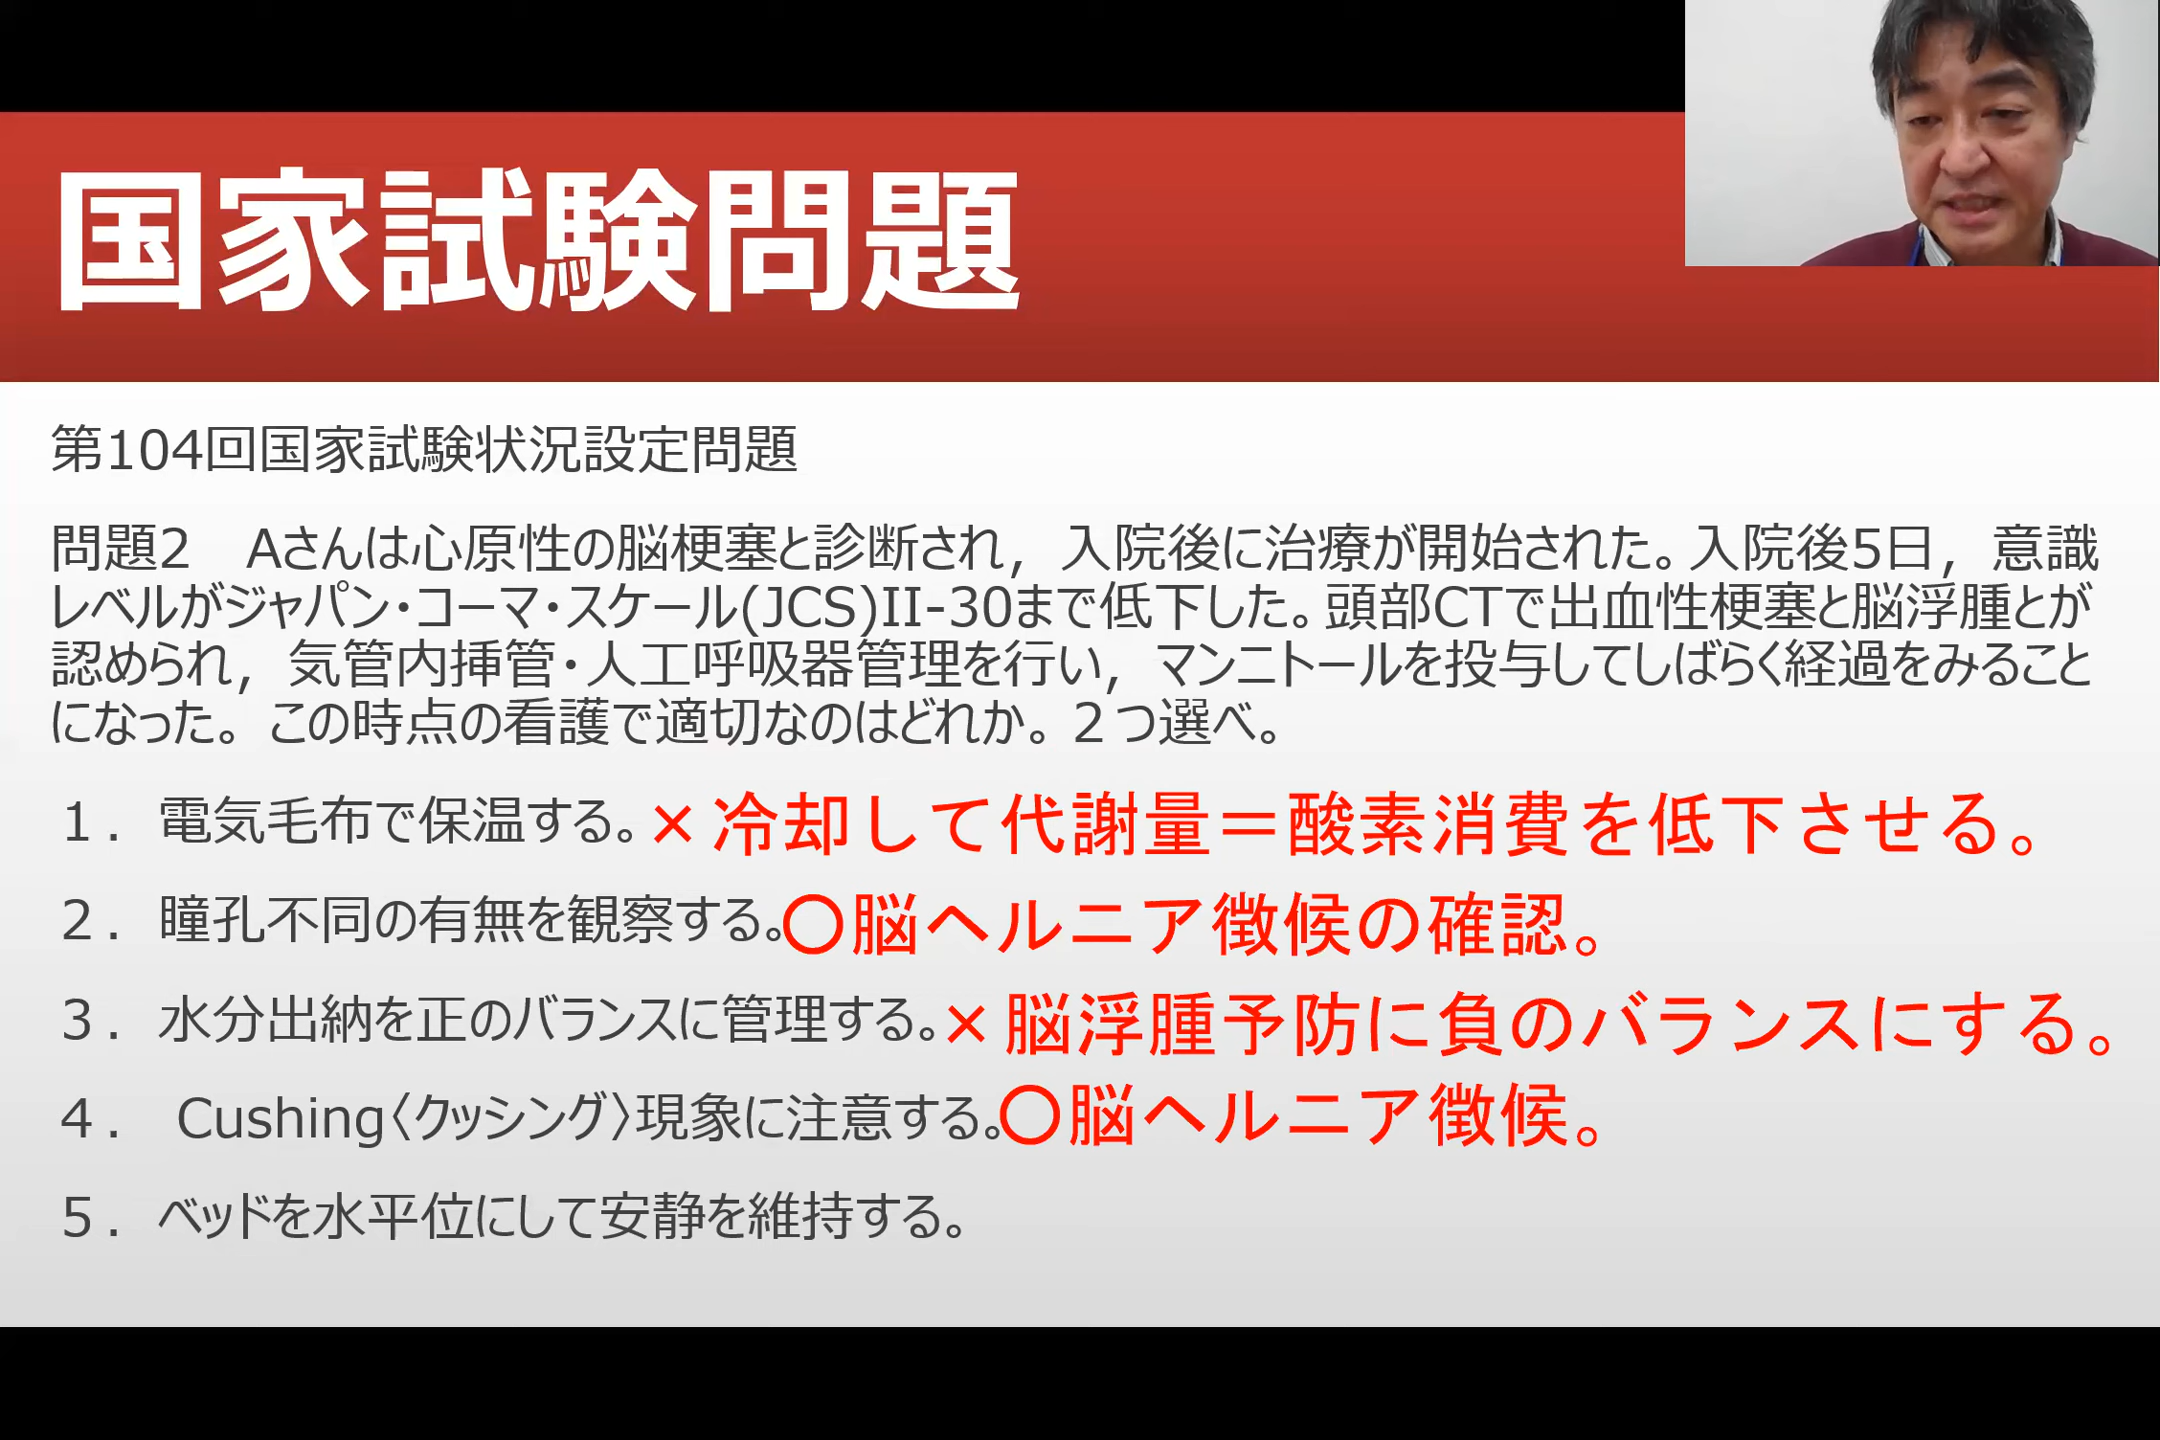 国家試験問題
第104回国家試験状況設定問題
問題2　Aさんは心原性の脳梗塞と診断され，入院後に治療が開始された。入院後5日，意識
レベルがジャパン・コーマ・スケール(JCS)II-30まで低下した。頭部CTで出血性梗塞と脳浮腫とが
認められ，気管内挿管・人工呼吸器管理を行い，マンニトールを投与してしばらく経過をみること
になった。この時点の看護で適切なのはどれか。２つ選べ。
１．電気毛布で保温する。×冷却して代謝量＝酸素消費を低下させる。
２．瞳孔不同の有無を観察する。〇脳ヘルニア徴候の確認。
３．水分出納を正のバランスに管理する。×脳浮腫予防に負のバランスにする。
４． Cushing〈クッシング〉現象に注意する。〇脳ヘルニア徴候。
５．ベッドを水平位にして安静を維持する。